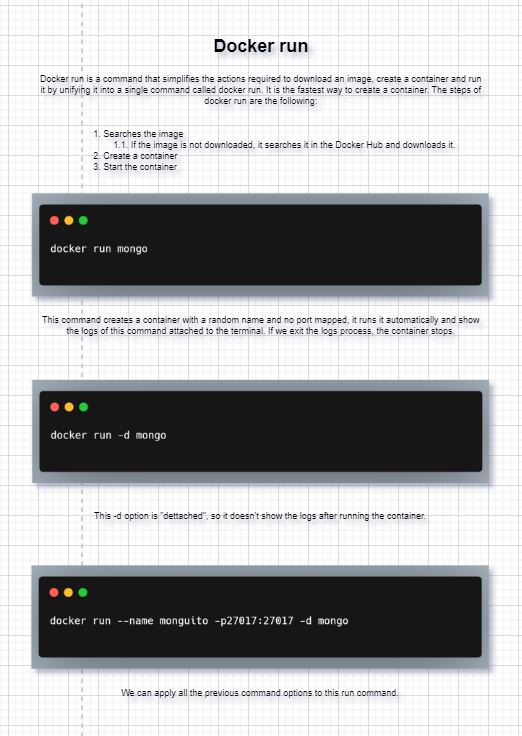 Docker run
Docker run is a command that simplifies the actions required to download an image, create a container and run
it by unifying it into a single command called docker run. It is the fastest way to create a container. The steps of
docker run are the following:
1. Searches the image
1.1. If the image is not downloaded, it searches it in the Docker Hub and downloads it.
2. Create a container
3. Start the container
docker run mongo
This command creates a container with a random name and no port mapped, it runs it automatically and show
the logs of this command attached to the terminal. If we exit the logs process, the container stops.
docker run -d mongo
This -d option is "dettached", so it doesn't show the logs after running the container.
docker run --name monguito -p27017:27017 -d mongo
We can apply all the previous command options to this run command.